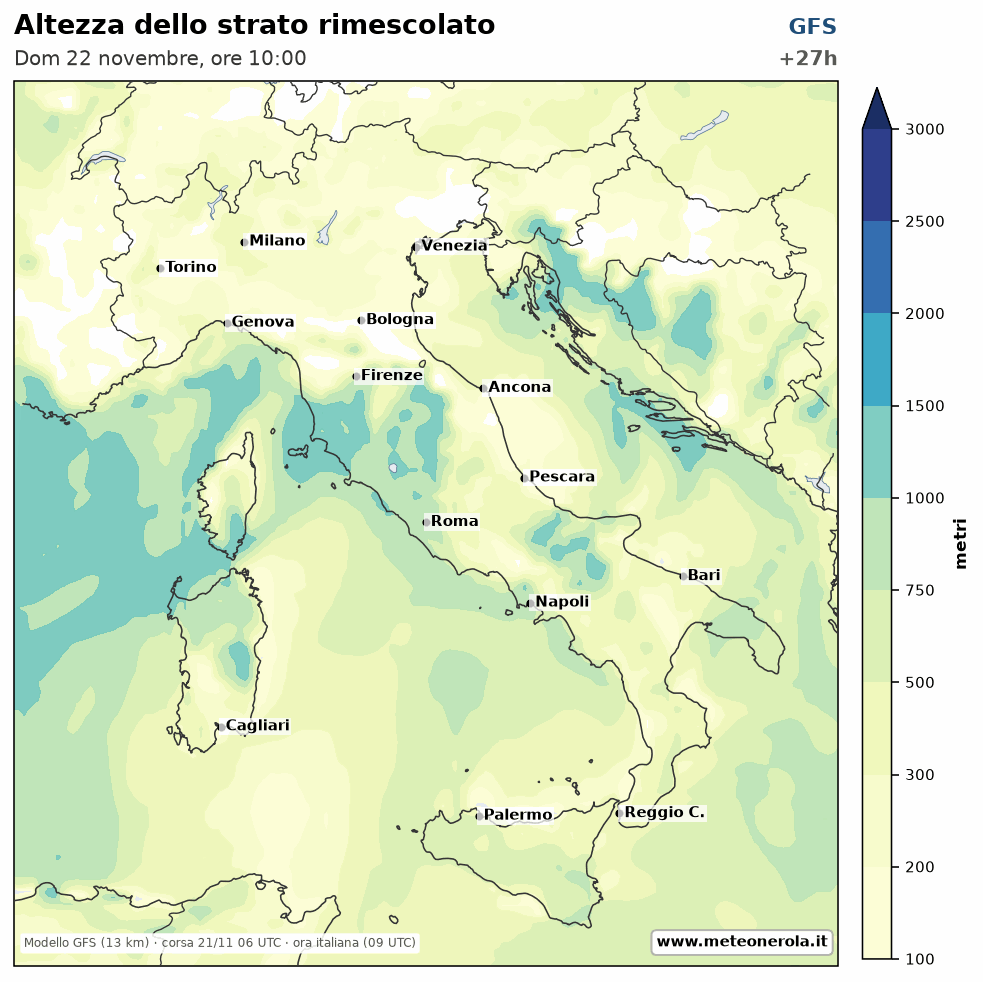 Altezza dello strato rimescolato
GFS
Dom 22 novembre, ore 10:00
+27h
3000
2500
2000
1500
1000
750
500
300
200
100
metri
Milano
Venezia
Torino
Genova
Bologna
Firenze
Ancona
Pescara
Roma
Bari
Napoli
Cagliari
Palermo
Reggio C.
Modello GFS (13 km) · corsa 21/11 06 UTC · ora italiana (09 UTC)
www.meteonerola.it